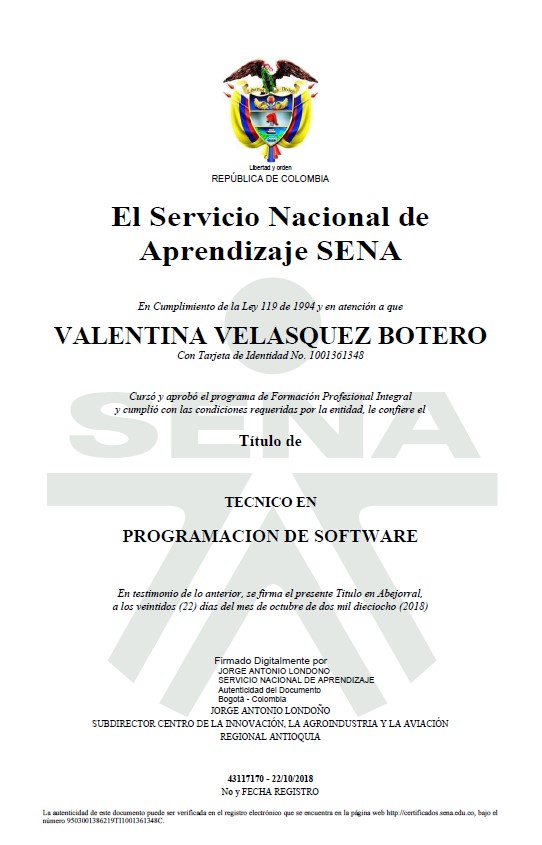 Libertad y orden
REPÚBLICA DE COLOMBIA
El Servicio Nacional de
Aprendizaje SENA
En Cumplimiento de la Ley 119 de 1994 y en atención a que
VALENTINA VELASQUEZ BOTERO
Con Tarjeta de Identidad No. 1001361348
Cursó y aprobó el programa de Formación Profesional Integral
y cumplió con las condiciones requeridas por la entidad, le confiere el
SENA
Título de
TECNICO EN
PROGRAMACION DE SOFTWARE
En testimonio de lo anterior, se firma el presente Título en Abejorral,
a los veintidos (22) días del mes de octubre de dos mil dieciocho (2018)
Firmado Digitalmente por
JORGE ANTONIO LONDONO
SERVICIO NACIONAL DE APRENDIZAJE
Autenticidad del Documento
Bogotá - Colombia
JORGE ANTONIO LONDOÑO
SUBDIRECTOR CENTRO DE LA INNOVACIÓN, LA AGROINDUSTRIA Y LA AVIACIÓN
REGIONAL ANTIOQUIA
43117170 - 22/10/2018
No y FECHA REGISTRO
La autenticidad de este documento puede ser verificada en el registro electrónico que se encuentra en la página web http://certificados.sena.edu.co, bajo el
número 9503001386219TI1001361348C.